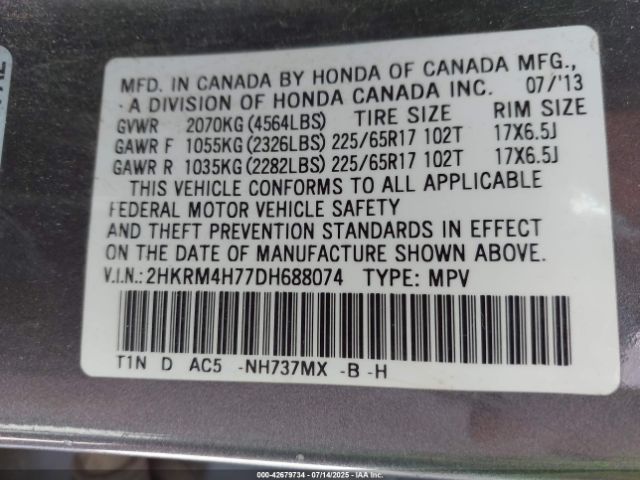 MFD. IN CANADA BY HONDA OF CANADA MFG.,
A DIVISION OF HONDA CANADA INC. 07/'13
GVWR 2070KG(4564LBS) TIRE SIZE RIM SIZE
GAWR F 1055KG(2326LBS) 225/65R17 102T 17X6.5J
GAWR R 1035KG(2282LBS) 225/65R17 102T 17X6.5J
THIS VEHICLE CONFORMS TO ALL APPLICABLE
FEDERAL MOTOR VEHICLE SAFETY
AND THEFT PREVENTION STANDARDS IN EFFECT
ON THE DATE OF MANUFACTURE SHOWN ABOVE.
V.I.N.:2HKRM4H77DH688074 TYPE: MPV
T1N D AC5 -NH737MX -B -H
000-42679734 - 07/14/2025 - IAAI.COM